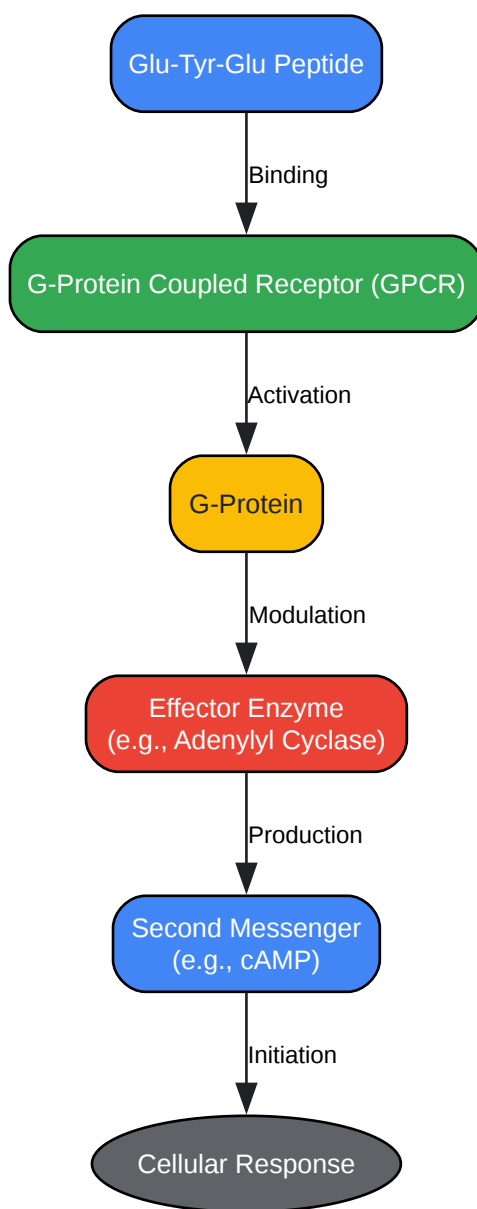 Glu-Tyr-Glu Peptide
Binding
G-Protein Coupled Receptor (GPCR)
Activation
G-Protein
Modulation
Effector Enzyme
(e.g., Adenylyl Cyclase)
Production
Second Messenger
(e.g., cAMP)
Initiation
Cellular Response